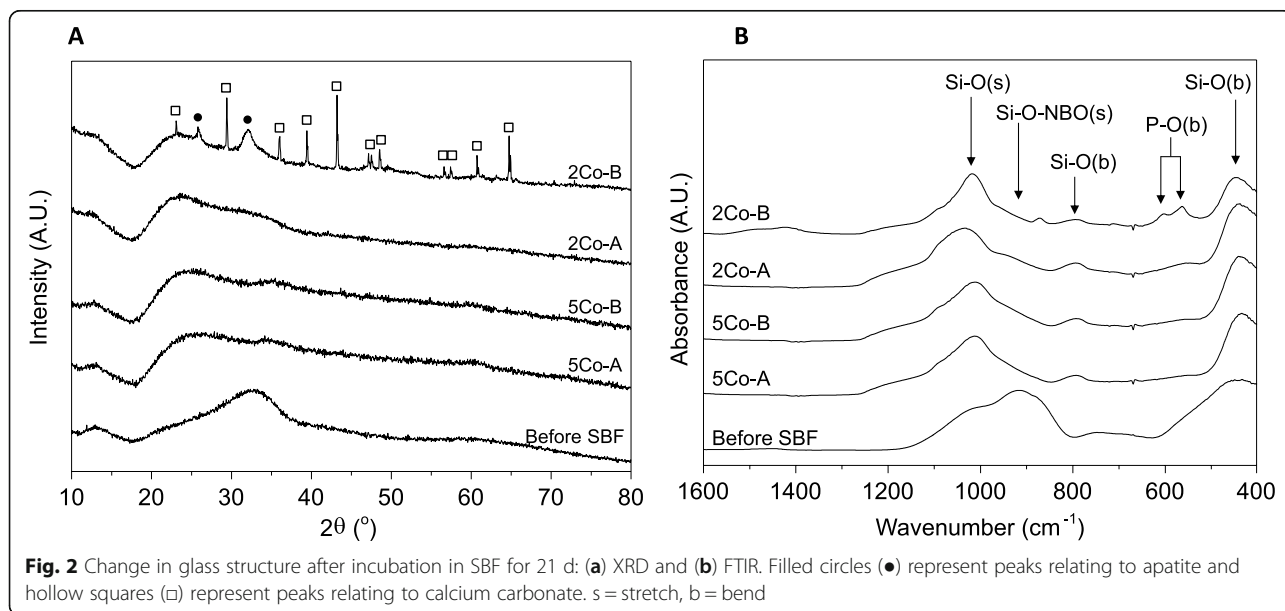 A
Intensity (A.U.)
□ ● □ ● □ □ □ □ □ □ □ □ □
2Co-B
2Co-A
5Co-B
5Co-A
Before SBF
10 20 30 40 50 60 70 80
2θ (°)
B
Absorbance (A.U.)
Si-O(s)
Si-O-NBO(s)
Si-O(b)
P-O(b)
Si-O(b)
2Co-B
2Co-A
5Co-B
5Co-A
Before SBF
1600 1400 1200 1000 800 600 400
Wavenumber (cm⁻¹)
Fig. 2 Change in glass structure after incubation in SBF for 21 d: (a) XRD and (b) FTIR. Filled circles (●) represent peaks relating to apatite and
hollow squares (□) represent peaks relating to calcium carbonate. s = stretch, b = bend